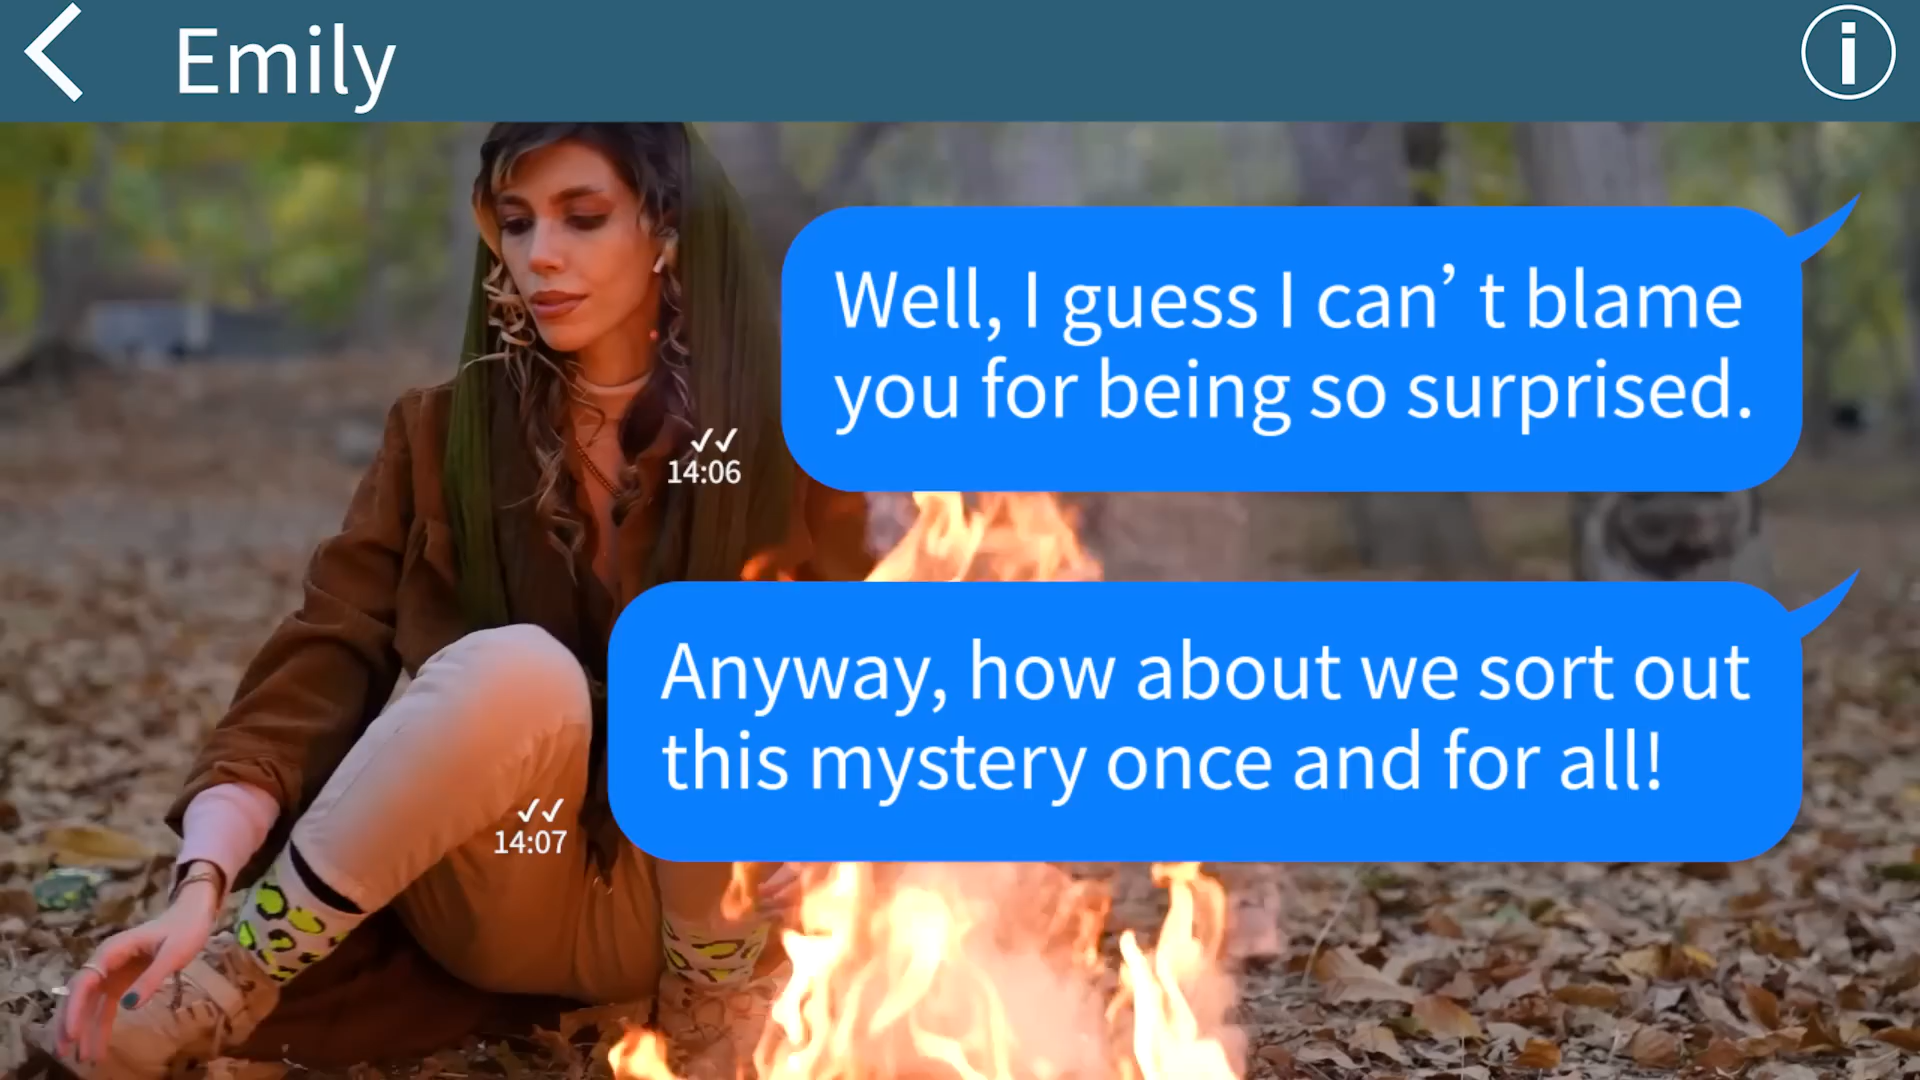 Emily
Well, I guess I can’ t blame
you for being so surprised.
✓✓
14:06
Anyway, how about we sort out
this mystery once and for all!
✓✓
14:07